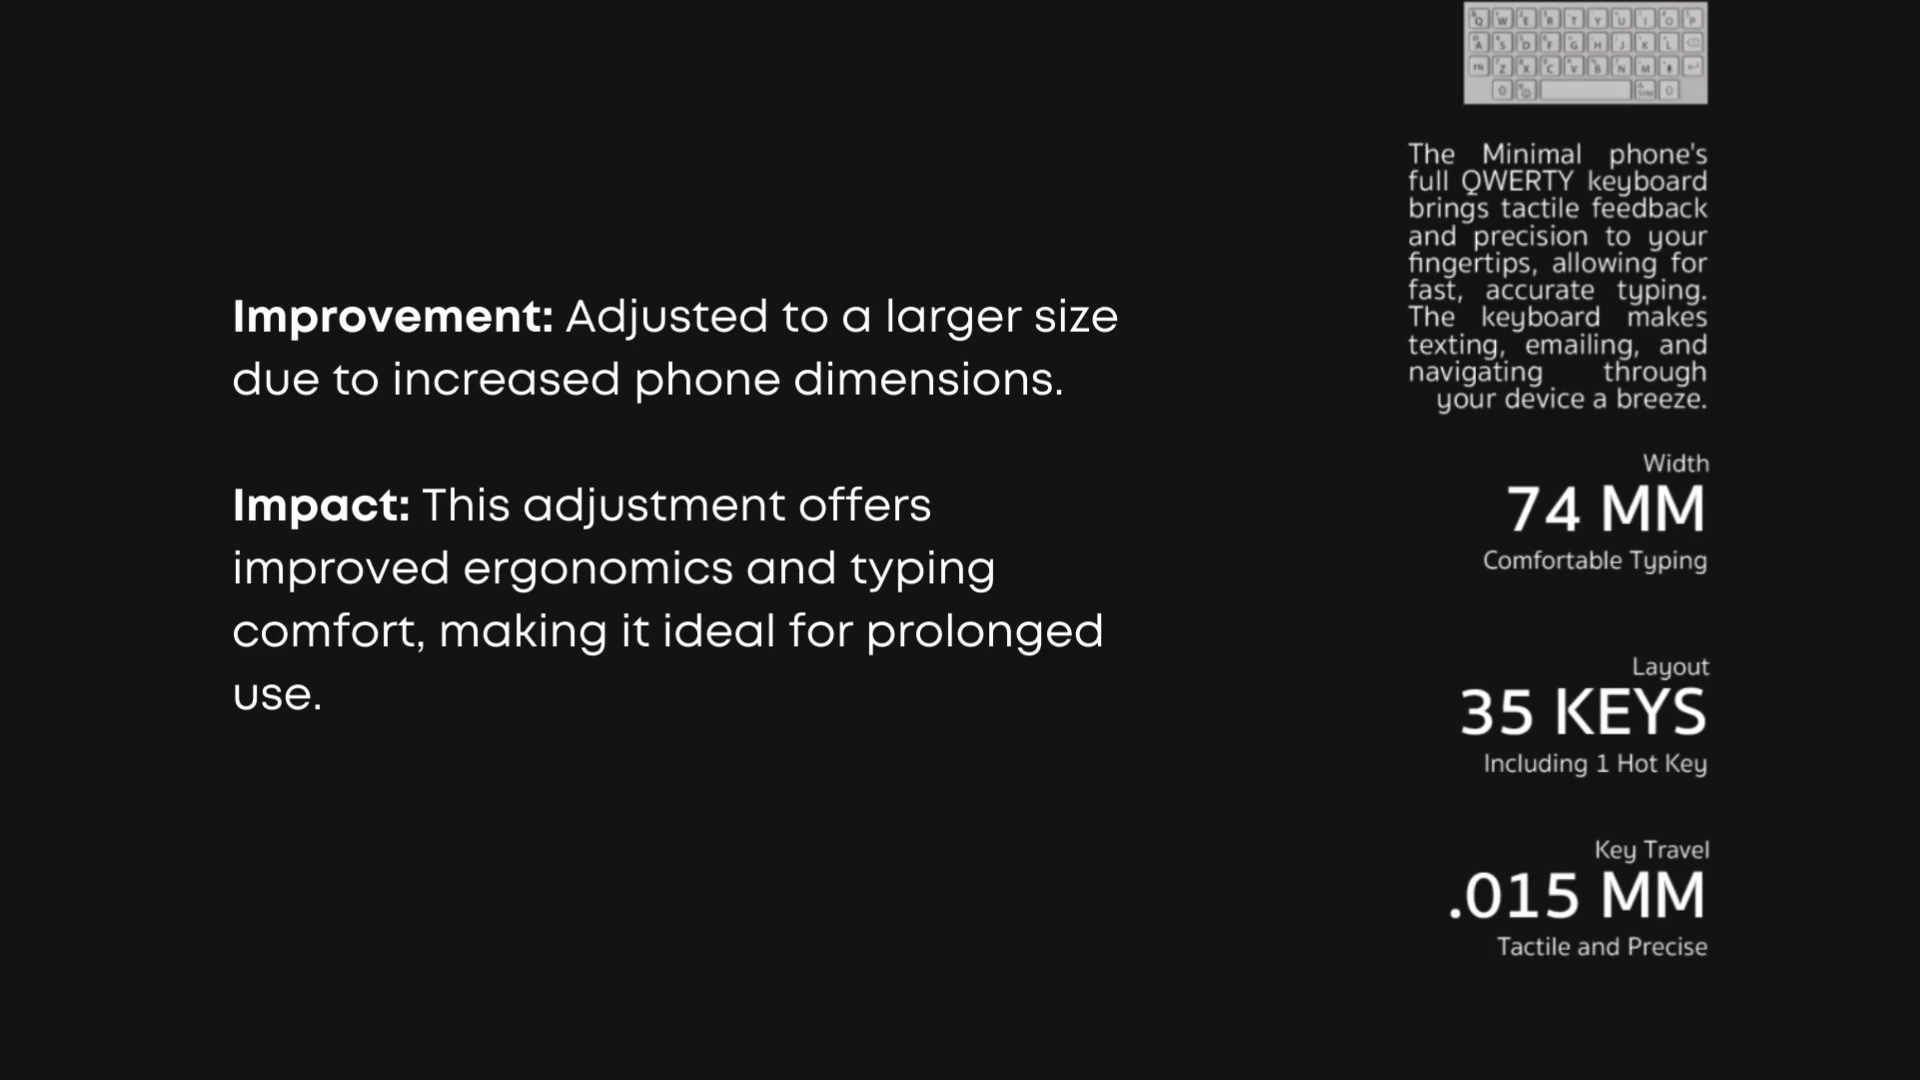 Improvement: Adjusted to a larger size
due to increased phone dimensions.
Impact: This adjustment offers
improved ergonomics and typing
comfort, making it ideal for prolonged
use.
Q W E R T Y U I O P
A S D F G H J K L
FN Z X C V B N M
SYM
The Minimal phone's
full QWERTY keyboard
brings tactile feedback
and precision to your
fingertips, allowing for
fast, accurate typing.
The keyboard makes
texting, emailing, and
navigating through
your device a breeze.
Width
74 MM
Comfortable Typing
Layout
35 KEYS
Including 1 Hot Key
Key Travel
.015 MM
Tactile and Precise